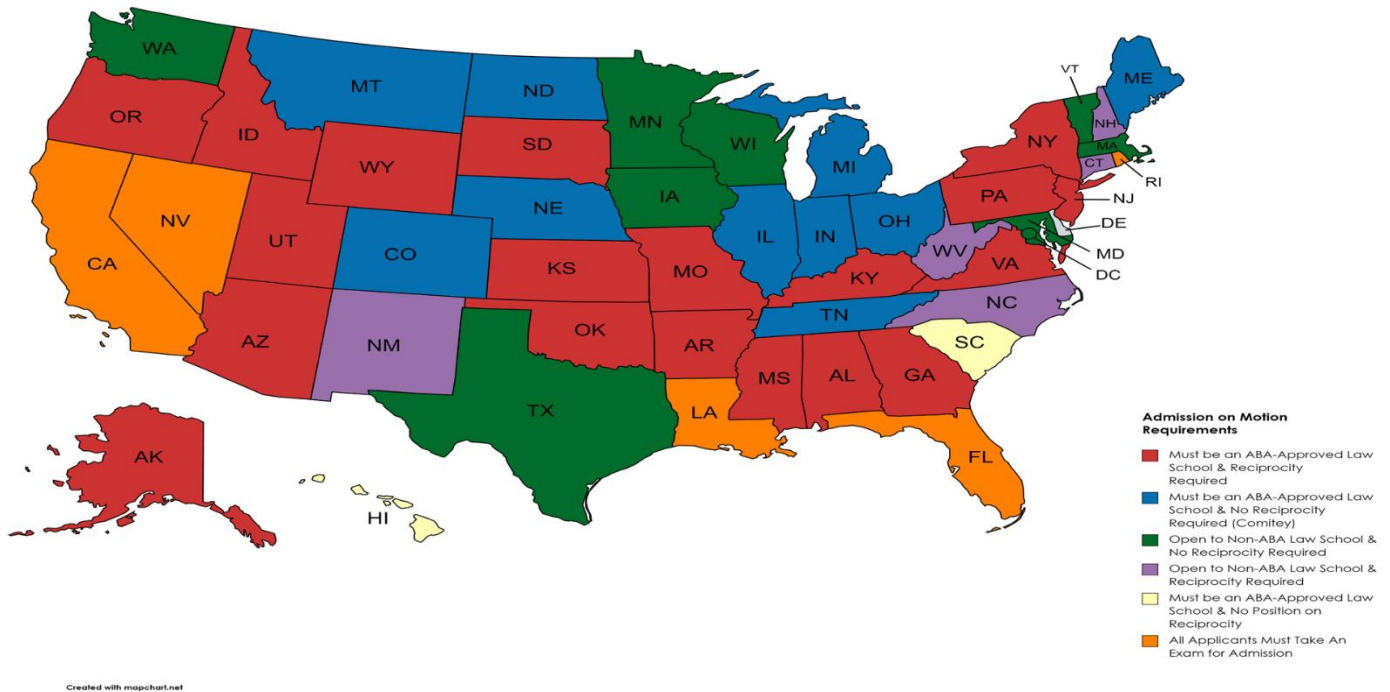 WA
MT
ND
MN
VT
ME
OR
ID
SD
WI
NH
NY
MA
WY
MI
CT
RI
IA
PA
NJ
NE
NV
OH
DE
UT
IL
IN
CO
WV
MD
CA
KS
MO
VA
DC
KY
NC
TN
OK
AZ
NM
AR
SC
MS
AL
GA
TX
LA
AK
FL
HI
Admission on Motion
Requirements
Must be an ABA-Approved Law
School & Reciprocity
Required
Must be an ABA-Approved Law
School & No Reciprocity
Required (Comitey)
Open to Non-ABA Law School &
No Reciprocity Required
Open to Non-ABA Law School &
Reciprocity Required
Must be an ABA-Approved Law
School & No Position on
Reciprocity
All Applicants Must Take An
Exam for Admission
Created with mapchart.net